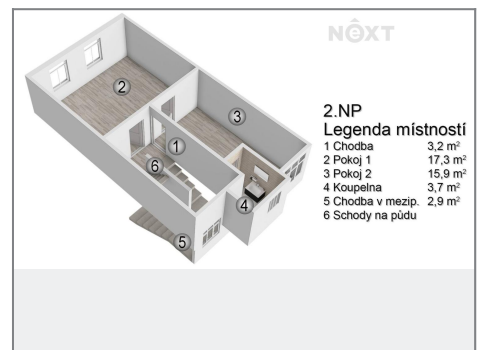 NEXT
2.NP
Legenda místností
1 Chodba 3,2 m²
2 Pokoj 1 17,3 m²
3 Pokoj 2 15,9 m²
4 Koupelna 3,7 m²
5 Chodba v mezip. 2,9 m²
6 Schody na půdu
2
3
1
6
4
5